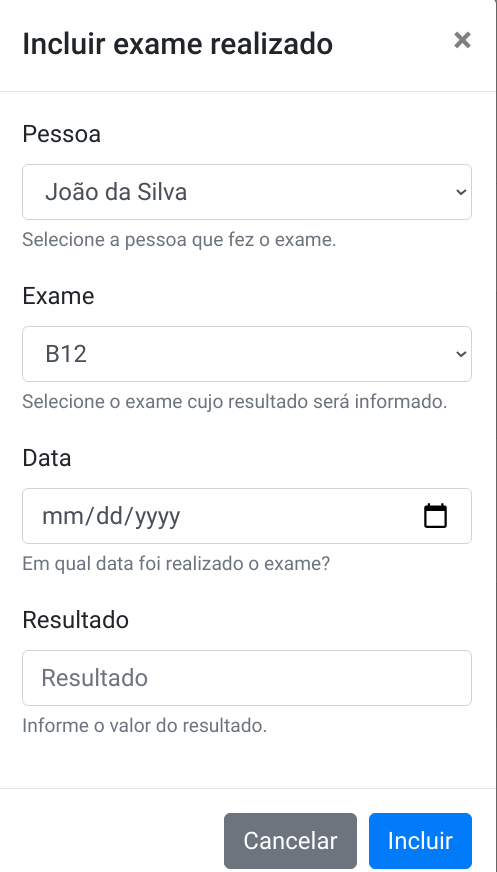 Incluir exame realizado ×
Pessoa
João da Silva
Selecione a pessoa que fez o exame.
Exame
B12
Selecione o exame cujo resultado será informado.
Data
mm/dd/yyyy
Em qual data foi realizado o exame?
Resultado
Resultado
Informe o valor do resultado.
Cancelar Incluir